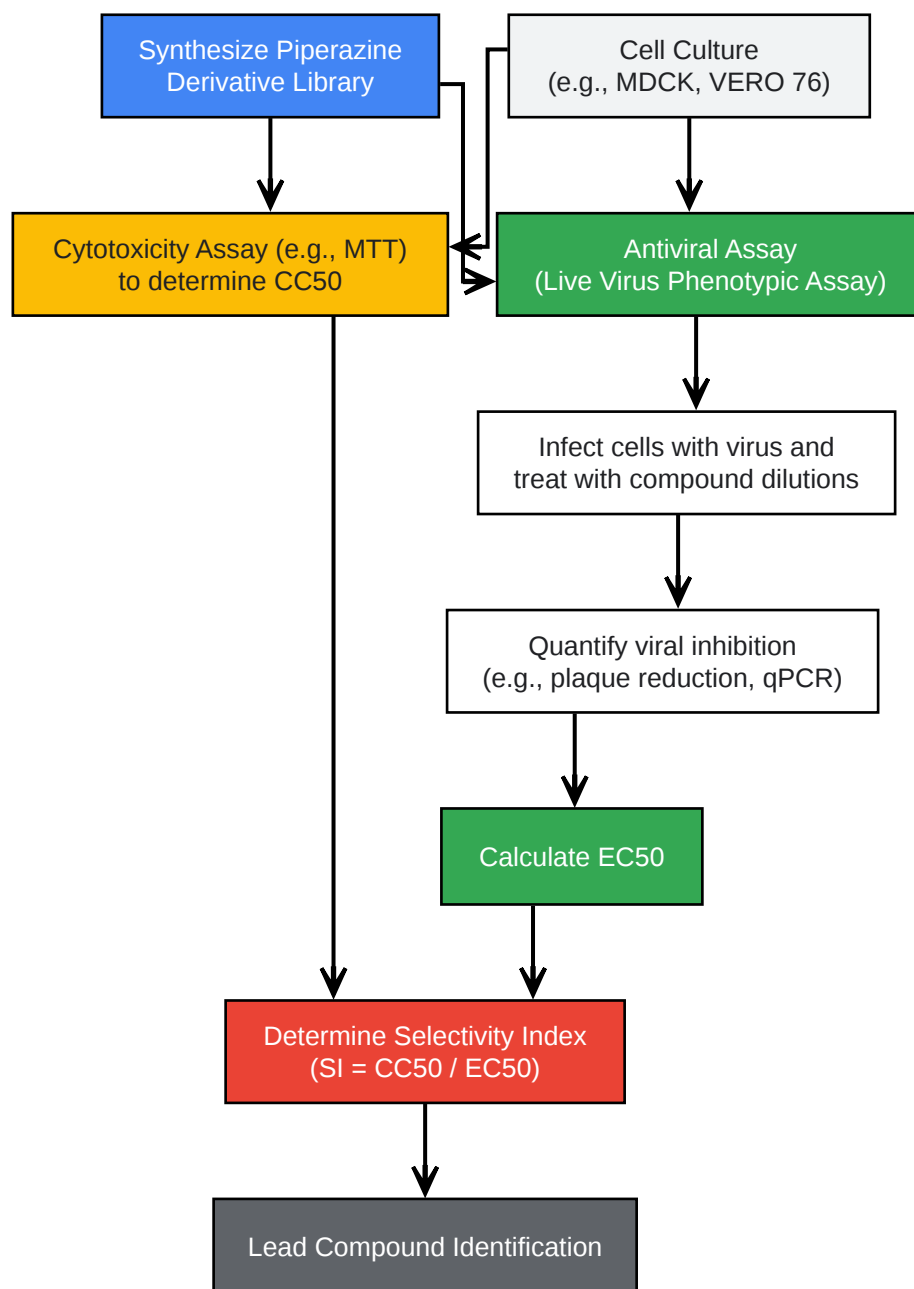 Synthesize Piperazine
Derivative Library
Cell Culture
(e.g., MDCK, VERO 76)
Cytotoxicity Assay (e.g., MTT)
to determine CC50
Antiviral Assay
(Live Virus Phenotypic Assay)
Infect cells with virus and
treat with compound dilutions
Quantify viral inhibition
(e.g., plaque reduction, qPCR)
Calculate EC50
Determine Selectivity Index
(SI = CC50 / EC50)
Lead Compound Identification